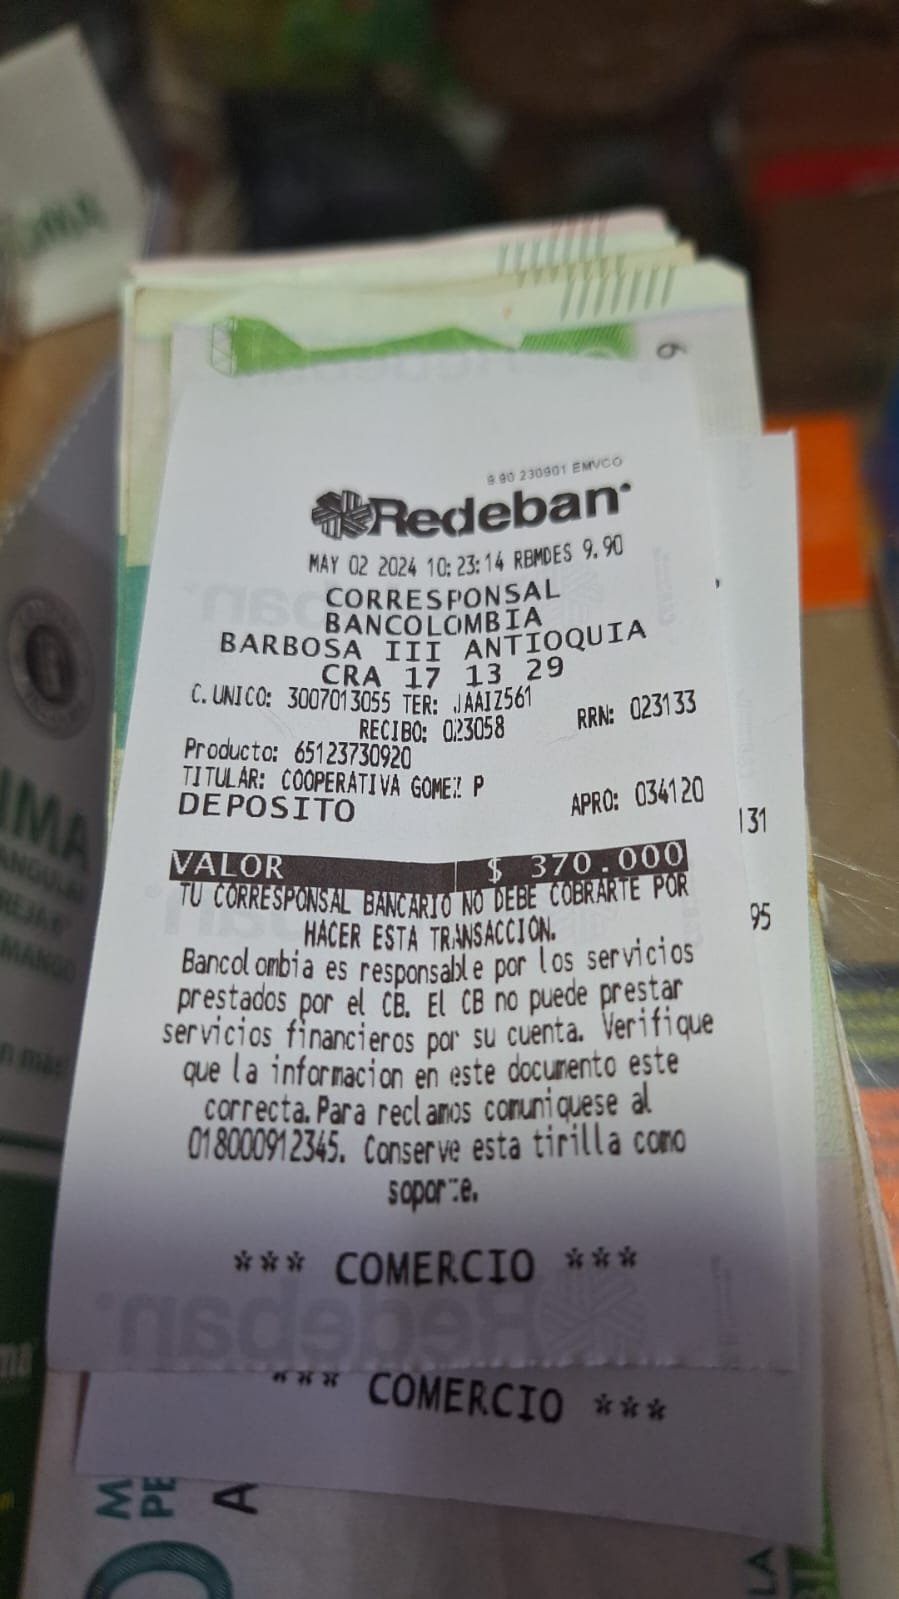 9.90 230901 EMVCO
Redeban
MAY 02 2024 10:23:14 RBMDES 9.90
CORRESPONSAL
BANCOLOMBIA
BARBOSA III ANTIOQUIA
CRA 17 13 29
C. UNICO: 3007013055 TER: JAAIZ561
RECIBO: 023058 RRN: 023133
Producto: 65123730920
TITULAR: COOPERATIVA GOMEZ P
DEPOSITO APRO: 034120
131
VALOR $ 370.000
TU CORRESPONSAL BANCARIO NO DEBE COBRARTE POR
95
HACER ESTA TRANSACCION.
Bancolombia es responsable por los servicios
prestados por el CB. El CB no puede prestar
servicios financieros por su cuenta. Verifique
que la informacion en este documento este
correcta. Para reclamos comuniquese al
018000912345. Conserve esta tirilla como
soporte.
*** COMERCIO ***
Redeban
*** COMERCIO ***